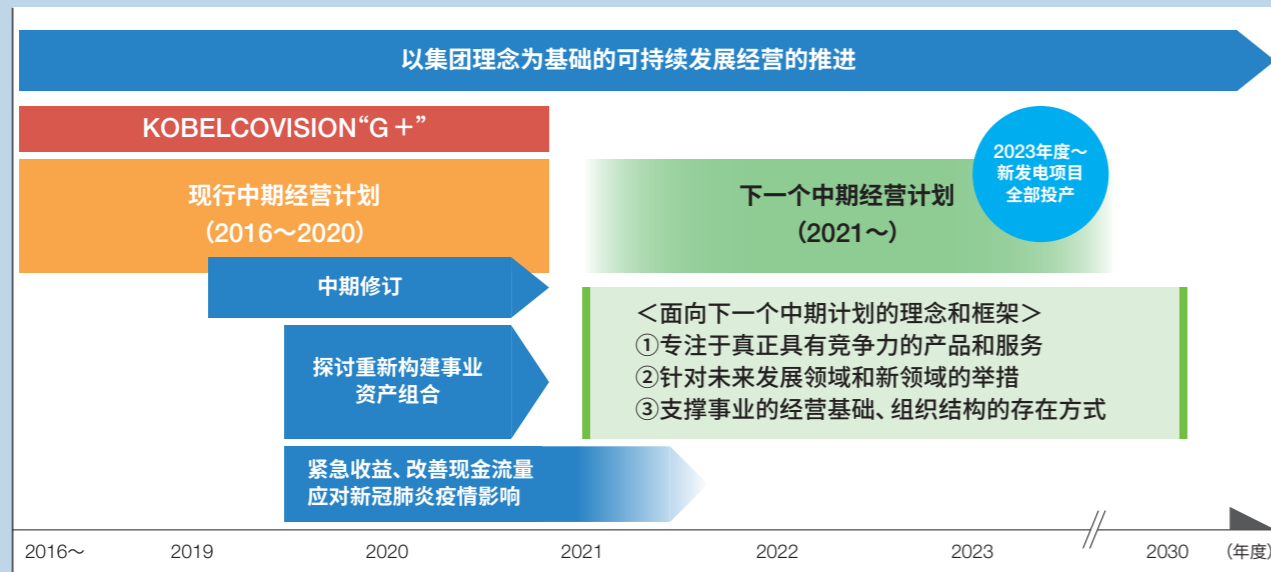 以集团理念为基础的可持续发展经营的推进
KOBELCOVISION“G＋”
现行中期经营计划
（2016～2020）
中期修订
探讨重新构建事业
资产组合
紧急收益、改善现金流量
应对新冠肺炎疫情影响
下一个中期经营计划
（2021～）
2023年度～
新发电项目
全部投产
＜面向下一个中期计划的理念和框架＞
①专注于真正具有竞争力的产品和服务
②针对未来发展领域和新领域的举措
③支撑事业的经营基础、组织结构的存在方式
2016～ 2019 2020 2021 2022 2023 2030 （年度）